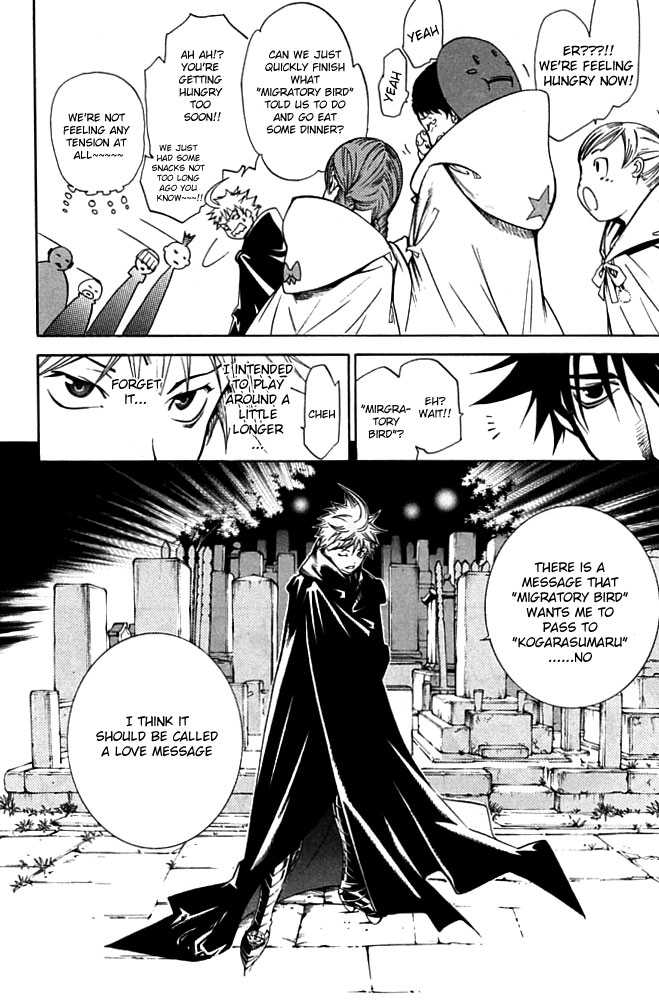 ER???!!
WE'RE FEELING
HUNGRY NOW!
YEAH
YEAH
CAN WE JUST
QUICKLY FINISH
WHAT
"MIGRATORY BIRD"
TOLD US TO DO
AND GO EAT
SOME DINNER?
AH AH!?
YOU'RE
GETTING
HUNGRY
TOO
SOON!!
WE JUST
HAD SOME
SNACKS NOT
TOO LONG
AGO YOU
KNOW~~~!!
WE'RE NOT
FEELING ANY
TENSION AT
ALL~~~~~
EH?
WAIT!!
"MIRGRA-
TORY
BIRD"?
CHEH
I INTENDED
TO PLAY
AROUND A
LITTLE
LONGER
...
FORGET
IT...
THERE IS A
MESSAGE THAT
"MIGRATORY BIRD"
WANTS ME TO
PASS TO
"KOGARASUMARU"
......NO
I THINK IT
SHOULD BE CALLED
A LOVE MESSAGE